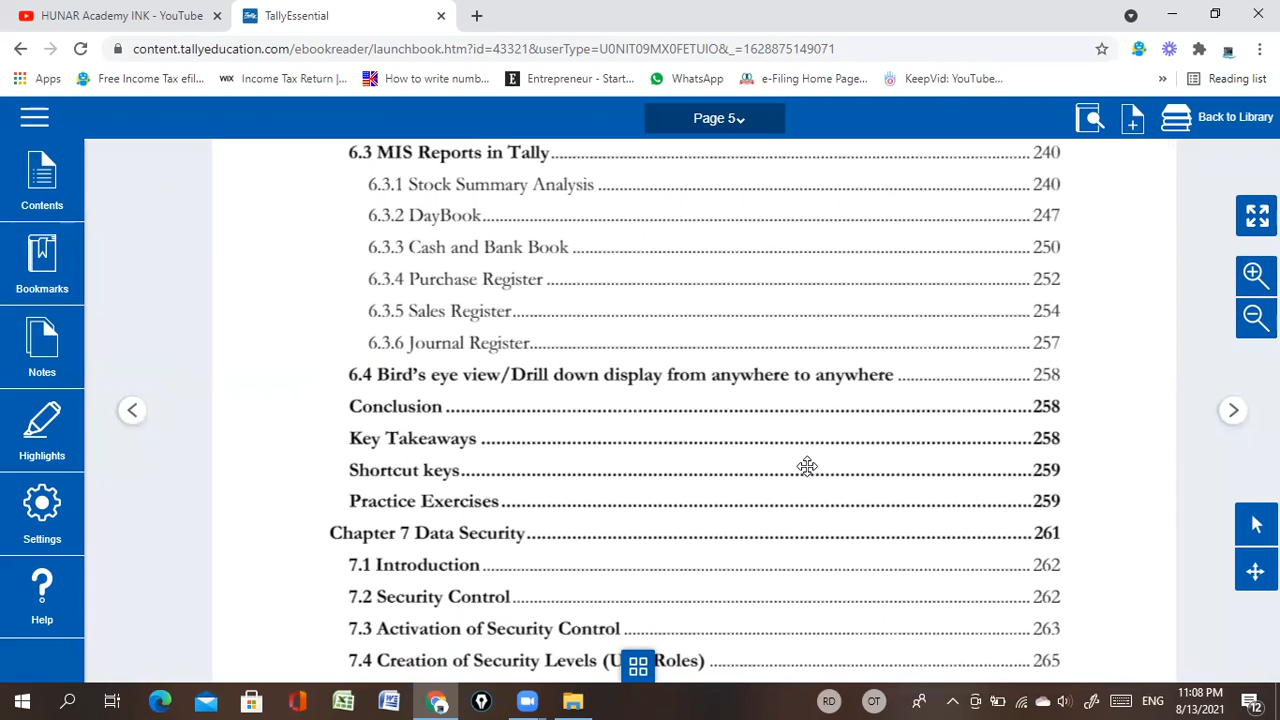 HUNAR Academy INK - YouTube
TallyEssential
content.tallyeducation.com/ebookreader/launchbook.htm?id=43321&userType=U0NIT09MX0FETUlO&_=1628875149071
Apps
Free Income Tax efil...
WIX Income Tax Return |...
How to write numb...
E Entrepreneur - Start...
WhatsApp
e-Filing Home Page...
KeepVid: YouTube...
»
Reading list
Page 5
Back to Library
Contents
Bookmarks
Notes
Highlights
Settings
Help
6.3 MIS Reports in Tally 240
6.3.1 Stock Summary Analysis 240
6.3.2 DayBook 247
6.3.3 Cash and Bank Book 250
6.3.4 Purchase Register 252
6.3.5 Sales Register 254
6.3.6 Journal Register 257
6.4 Bird's eye view/Drill down display from anywhere to anywhere 258
Conclusion 258
Key Takeaways 258
Shortcut keys 259
Practice Exercises 259
Chapter 7 Data Security 261
7.1 Introduction 262
7.2 Security Control 262
7.3 Activation of Security Control 263
7.4 Creation of Security Levels (U Roles) 265
RD
OT
ENG
11:08 PM
8/13/2021
12